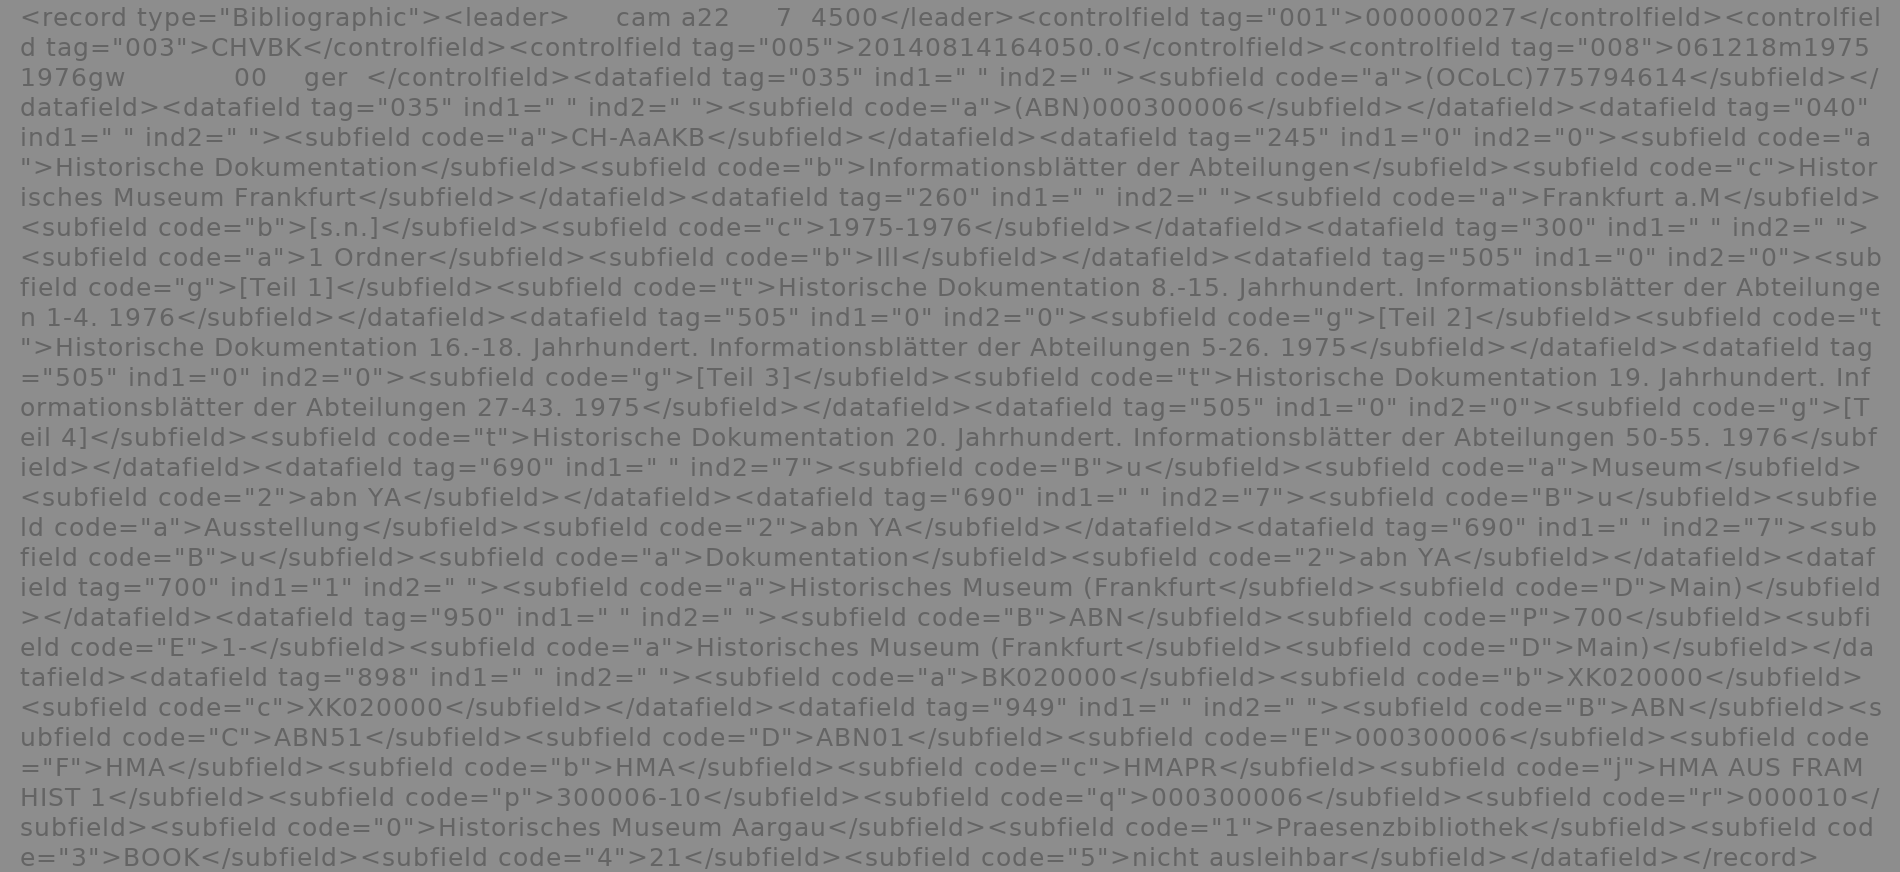 <record type="Bibliographic"><leader>     cam a22     7  4500</leader><controlfield tag="001">000000027</controlfield><controlfiel
d tag="003">CHVBK</controlfield><controlfield tag="005">20140814164050.0</controlfield><controlfield tag="008">061218m1975
1976gw            00    ger  </controlfield><datafield tag="035" ind1=" " ind2=" "><subfield code="a">(OCoLC)775794614</subfield></
datafield><datafield tag="035" ind1=" " ind2=" "><subfield code="a">(ABN)000300006</subfield></datafield><datafield tag="040"
ind1=" " ind2=" "><subfield code="a">CH-AaAKB</subfield></datafield><datafield tag="245" ind1="0" ind2="0"><subfield code="a
">Historische Dokumentation</subfield><subfield code="b">Informationsblätter der Abteilungen</subfield><subfield code="c">Histor
isches Museum Frankfurt</subfield></datafield><datafield tag="260" ind1=" " ind2=" "><subfield code="a">Frankfurt a.M</subfield>
<subfield code="b">[s.n.]</subfield><subfield code="c">1975-1976</subfield></datafield><datafield tag="300" ind1=" " ind2=" ">
<subfield code="a">1 Ordner</subfield><subfield code="b">Ill</subfield></datafield><datafield tag="505" ind1="0" ind2="0"><sub
field code="g">[Teil 1]</subfield><subfield code="t">Historische Dokumentation 8.-15. Jahrhundert. Informationsblätter der Abteilunge
n 1-4. 1976</subfield></datafield><datafield tag="505" ind1="0" ind2="0"><subfield code="g">[Teil 2]</subfield><subfield code="t
">Historische Dokumentation 16.-18. Jahrhundert. Informationsblätter der Abteilungen 5-26. 1975</subfield></datafield><datafield tag
="505" ind1="0" ind2="0"><subfield code="g">[Teil 3]</subfield><subfield code="t">Historische Dokumentation 19. Jahrhundert. Inf
ormationsblätter der Abteilungen 27-43. 1975</subfield></datafield><datafield tag="505" ind1="0" ind2="0"><subfield code="g">[T
eil 4]</subfield><subfield code="t">Historische Dokumentation 20. Jahrhundert. Informationsblätter der Abteilungen 50-55. 1976</subf
ield></datafield><datafield tag="690" ind1=" " ind2="7"><subfield code="B">u</subfield><subfield code="a">Museum</subfield>
<subfield code="2">abn YA</subfield></datafield><datafield tag="690" ind1=" " ind2="7"><subfield code="B">u</subfield><subfie
ld code="a">Ausstellung</subfield><subfield code="2">abn YA</subfield></datafield><datafield tag="690" ind1=" " ind2="7"><sub
field code="B">u</subfield><subfield code="a">Dokumentation</subfield><subfield code="2">abn YA</subfield></datafield><dataf
ield tag="700" ind1="1" ind2=" "><subfield code="a">Historisches Museum (Frankfurt</subfield><subfield code="D">Main)</subfield
></datafield><datafield tag="950" ind1=" " ind2=" "><subfield code="B">ABN</subfield><subfield code="P">700</subfield><subfi
eld code="E">1-</subfield><subfield code="a">Historisches Museum (Frankfurt</subfield><subfield code="D">Main)</subfield></da
tafield><datafield tag="898" ind1=" " ind2=" "><subfield code="a">BK020000</subfield><subfield code="b">XK020000</subfield>
<subfield code="c">XK020000</subfield></datafield><datafield tag="949" ind1=" " ind2=" "><subfield code="B">ABN</subfield><s
ubfield code="C">ABN51</subfield><subfield code="D">ABN01</subfield><subfield code="E">000300006</subfield><subfield code
="F">HMA</subfield><subfield code="b">HMA</subfield><subfield code="c">HMAPR</subfield><subfield code="j">HMA AUS FRAM
HIST 1</subfield><subfield code="p">300006-10</subfield><subfield code="q">000300006</subfield><subfield code="r">000010</
subfield><subfield code="0">Historisches Museum Aargau</subfield><subfield code="1">Praesenzbibliothek</subfield><subfield cod
e="3">BOOK</subfield><subfield code="4">21</subfield><subfield code="5">nicht ausleihbar</subfield></datafield></record>